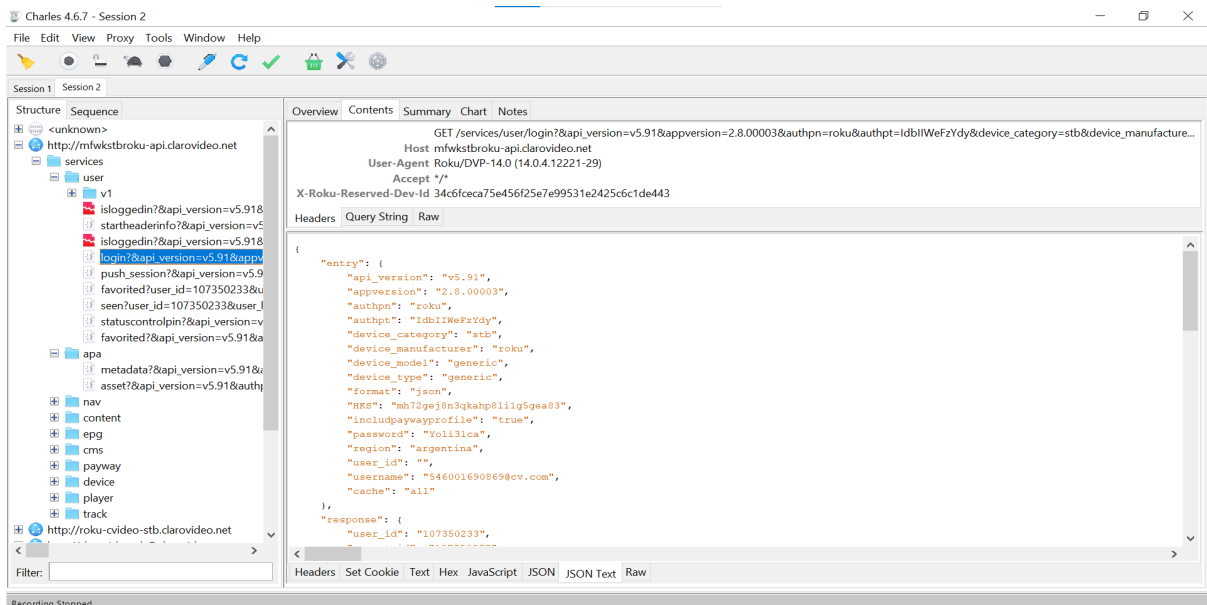 Charles 4.6.7 - Session 2
File Edit View Proxy Tools Window Help
Session 1 Session 2
Structure Sequence
<unknown>
http://mfwkstbroku-api.clarovideo.net
services
user
v1
isloggedin?&api_version=v5.91&
startheaderinfo?&api_version=v5
isloggedin?&api_version=v5.91&
login?&api_version=v5.91&appv
push_session?&api_version=v5.9
favorited?user_id=107350233&u
seen?user_id=107350233&user_l
statuscontrolpin?&api_version=v
favorited?&api_version=v5.91&a
apa
metadata?&api_version=v5.91&
asset?&api_version=v5.91&auth
nav
content
epg
cms
payway
device
player
track
http://roku-cvideo-stb.clarovideo.net
Filter:
Overview Contents Summary Chart Notes
GET /services/user/login?&api_version=v5.91&appversion=2.8.00003&authpn=roku&authpt=IdbIIWeFzYdy&device_category=stb&device_manufacture...
Host mfwkstbroku-api.clarovideo.net
User-Agent Roku/DVP-14.0 (14.0.4.12221-29)
Accept */*
X-Roku-Reserved-Dev-Id 34c6fceca75e456f25e7e99531e2425c6c1de443
Headers Query String Raw
{
"entry": {
"api_version": "v5.91",
"appversion": "2.8.00003",
"authpn": "roku",
"authpt": "IdbIIWeFzYdy",
"device_category": "stb",
"device_manufacturer": "roku",
"device_model": "generic",
"device_type": "generic",
"format": "json",
"HKS": "mh72gej8n3qkahp8li1g5gea83",
"includpaywayprofile": "true",
"password": "Yoli31ca",
"region": "argentina",
"user_id": "",
"username": "546001690869@cv.com",
"cache": "all"
},
"response": {
"user_id": "107350233",
Headers Set Cookie Text Hex JavaScript JSON JSON Text Raw
Recording Stopped